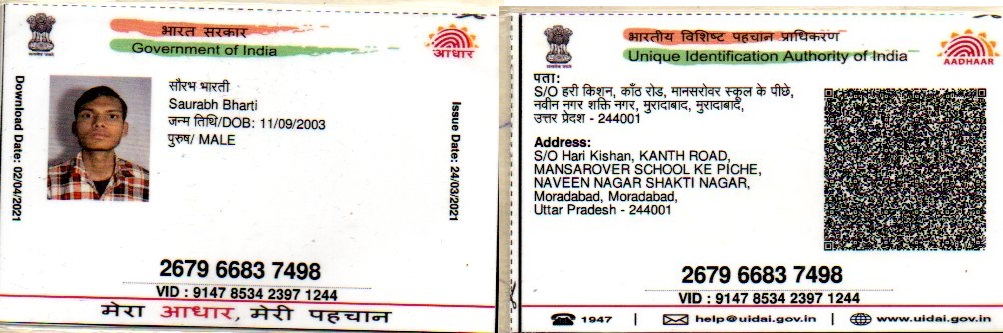 भारत सरकार
Government of India
आधार
Download Date: 02/04/2021
सौरभ भारती
Saurabh Bharti
जन्म तिथि/DOB: 11/09/2003
पुरुष/ MALE
Issue Date: 24/03/2021
2679 6683 7498
VID : 9147 8534 2397 1244
मेरा आधार, मेरी पहचान
भारतीय विशिष्ट पहचान प्राधिकरण
Unique Identification Authority of India
AADHAAR
पता:
S/O हरी किशन, काँठ रोड, मानसरोवर स्कूल के पीछे,
नवीन नगर शक्ति नगर, मुरादाबाद, मुरादाबाद,
उत्तर प्रदेश - 244001
Address:
S/O Hari Kishan, KANTH ROAD,
MANSAROVER SCHOOL KE PICHE,
NAVEEN NAGAR SHAKTI NAGAR,
Moradabad, Moradabad,
Uttar Pradesh - 244001
2679 6683 7498
VID : 9147 8534 2397 1244
1947 | help@uidai.gov.in | www.uidai.gov.in